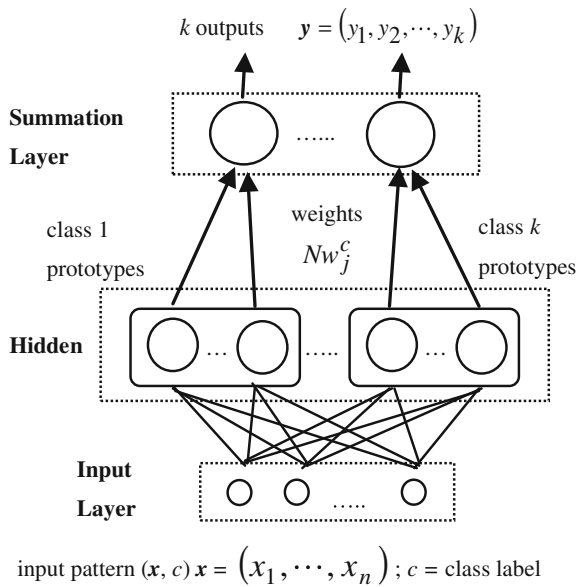 k outputs y = (y₁, y₂, ⋯, yₖ)
Summation
Layer
......
weights
Nw_j^c
class 1
prototypes
class k
prototypes
Hidden
... ..... ...
Input
Layer
.....
input pattern (x, c) x = (x₁, ⋯, xₙ) ; c = class label